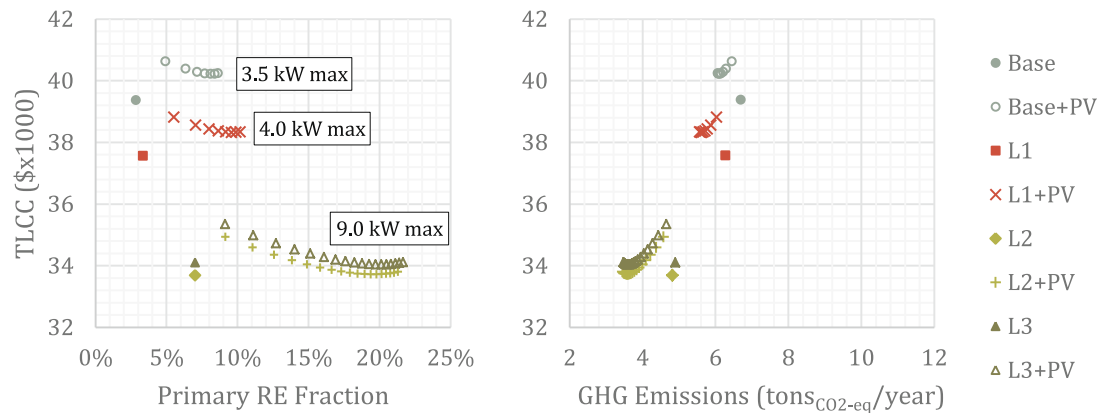 42
40
38
36
34
32
TLCC ($x1000)
3.5 kW max
4.0 kW max
9.0 kW max
0% 5% 10% 15% 20% 25%
Primary RE Fraction
42
40
38
36
34
32
2 4 6 8 10 12
GHG Emissions (tonsCO2-eq/year)
Base
Base+PV
L1
L1+PV
L2
L2+PV
L3
L3+PV